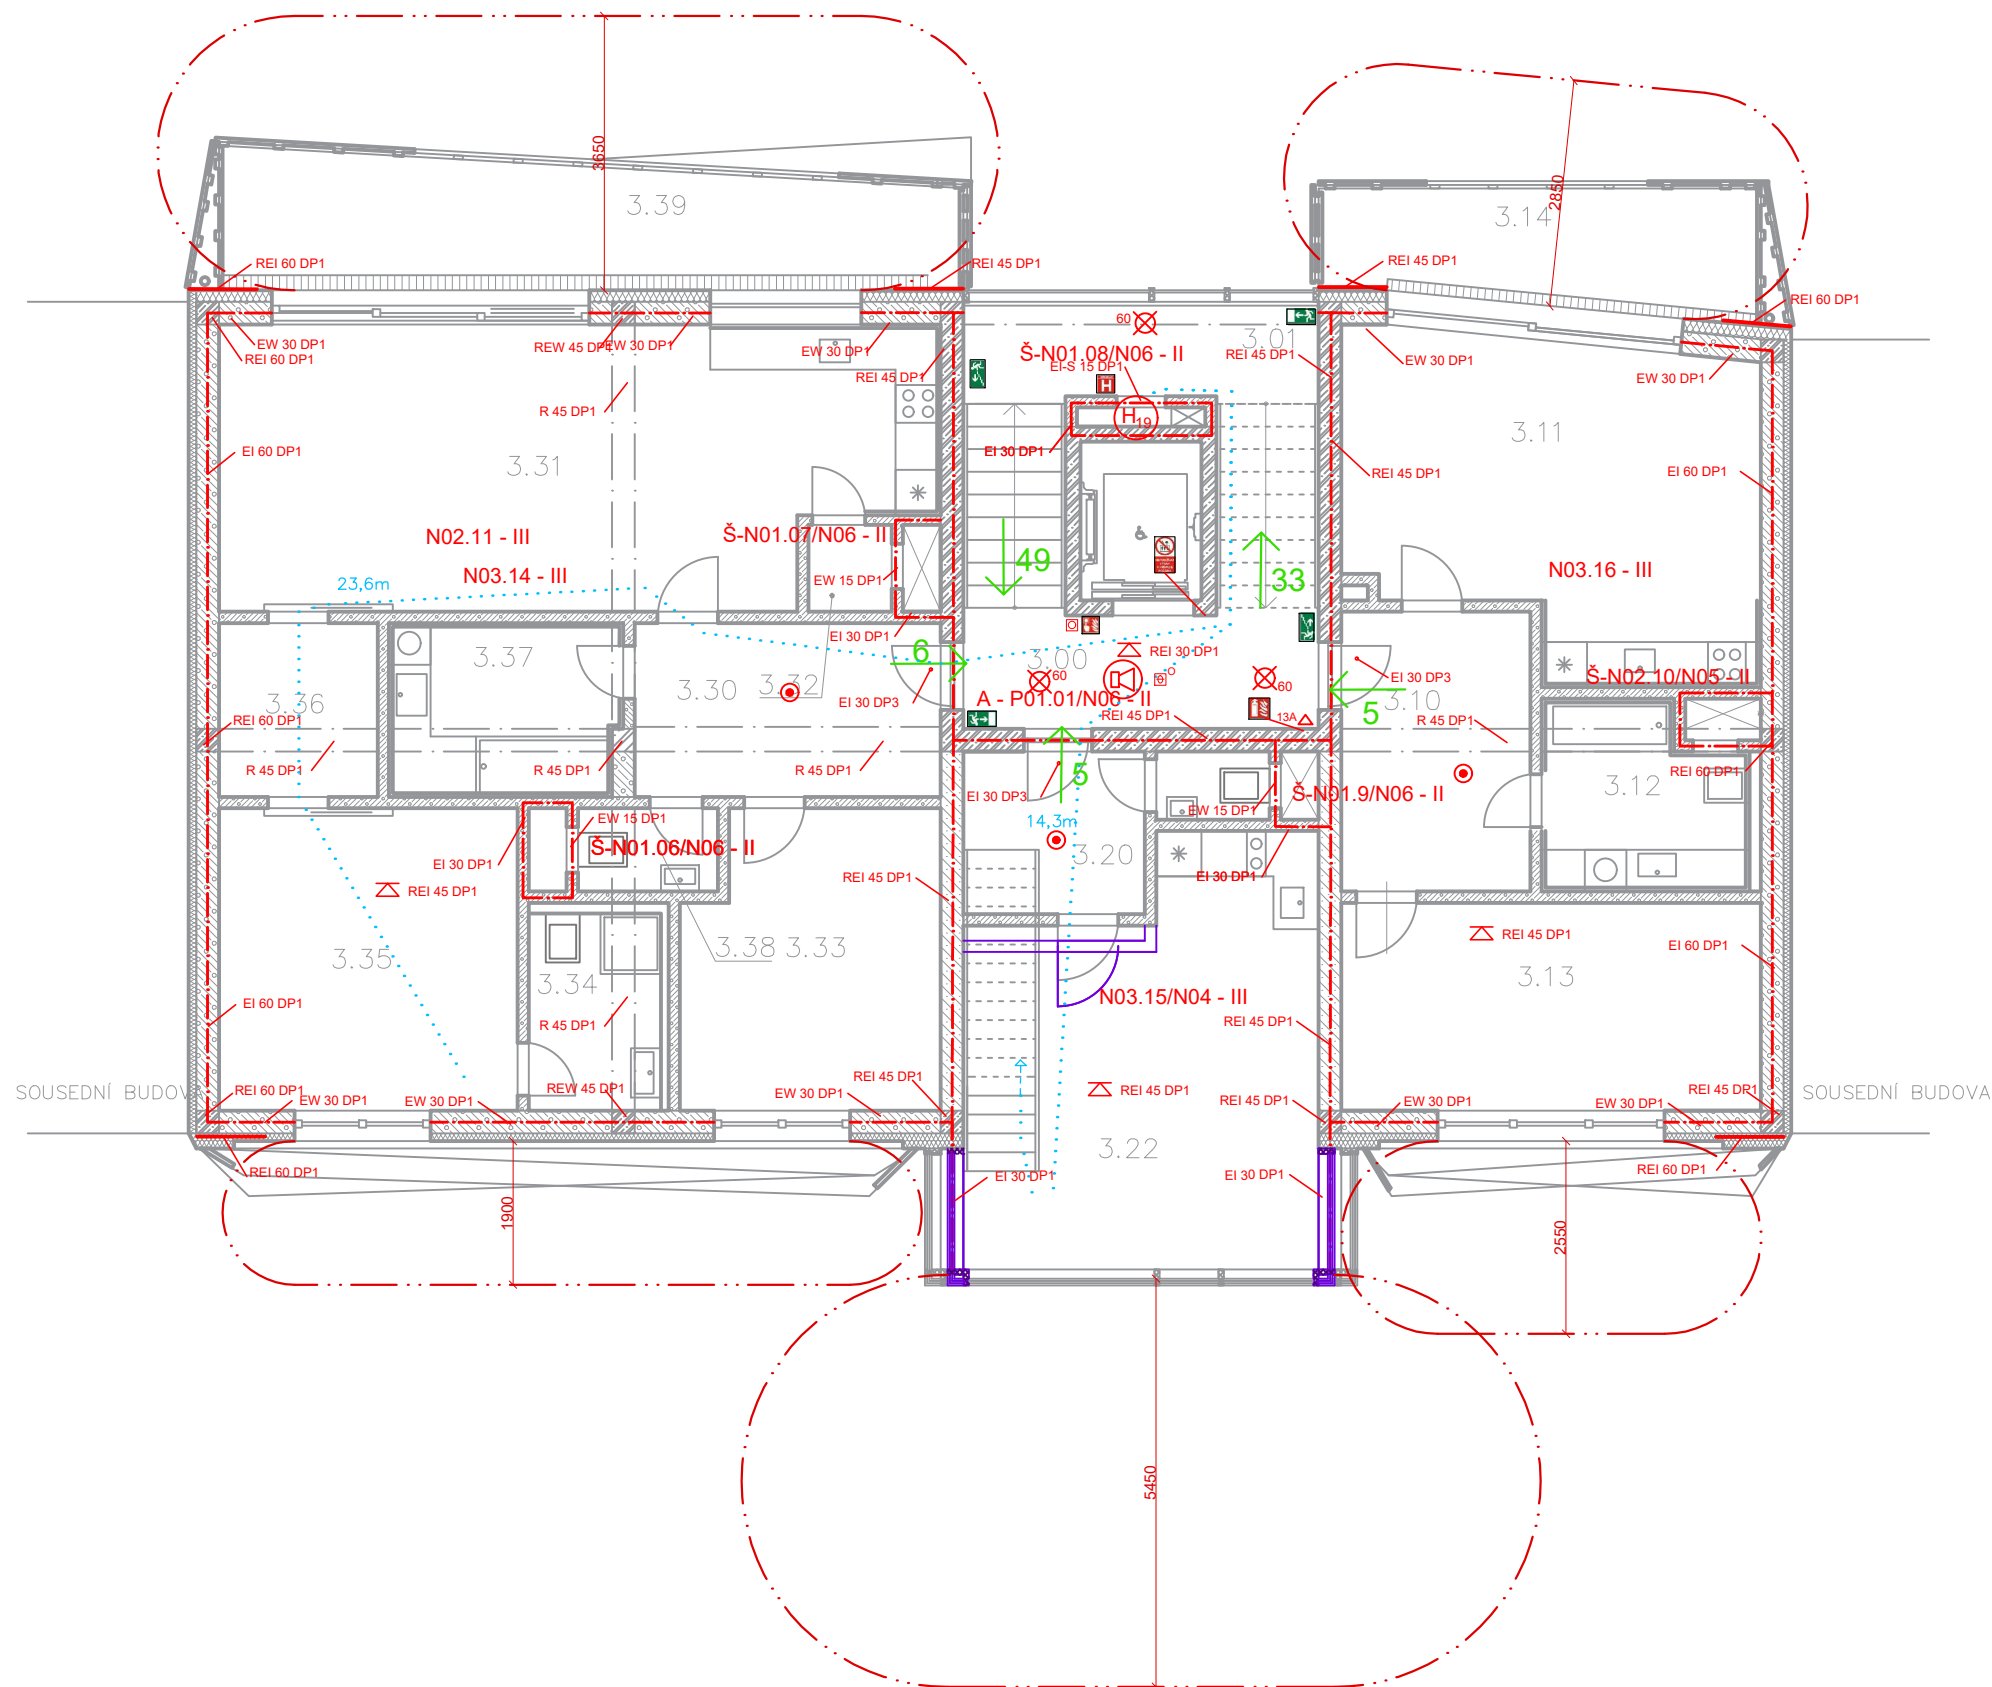 3650
2850
3.39
3.14
REI 60 DP1
REI 45 DP1
REI 45 DP1
REI 60 DP1
60
3.01
EW 30 DP1
REI 60 DP1
REW 45 DP1
EW 30 DP1
EW 30 DP1
REI 45 DP1
Š-N01.08/N06 - II
EI-S 15 DP1
REI 45 DP1
EW 30 DP1
EW 30 DP1
H
R 45 DP1
H19
3.11
EI 60 DP1
3.31
EI 30 DP1
REI 45 DP1
EI 60 DP1
N02.11 - III
Š-N01.07/N06 - II
N03.14 - III
49
33
N03.16 - III
23,6m
EW 15 DP1
EI 30 DP1
3.37
6
3.00
REI 30 DP1
3.36
3.30
3.32
60
60
EI 30 DP3
EI 30 DP3
3.10
Š-N02.10/N05 - II
A - P01.01/N06 - II
REI 60 DP1
REI 45 DP1
13A
5
R 45 DP1
R 45 DP1
R 45 DP1
R 45 DP1
5
REI 60 DP1
3.12
EI 30 DP3
Š-N01.9/N06 - II
EW 15 DP1
14,3m
EW 15 DP1
Š-N01.06/N06 - II
3.20
EI 30 DP1
EI 30 DP1
REI 45 DP1
REI 45 DP1
3.35
3.38
3.33
REI 45 DP1
EI 60 DP1
3.34
3.13
N03.15/N04 - III
EI 60 DP1
R 45 DP1
REI 45 DP1
SOUSEDNÍ BUDOVA
REI 60 DP1
EW 30 DP1
EW 30 DP1
REW 45 DP1
EW 30 DP1
REI 45 DP1
REI 45 DP1
REI 45 DP1
EW 30 DP1
EW 30 DP1
REI 45 DP1
SOUSEDNÍ BUDOVA
3.22
REI 60 DP1
EI 30 DP1
EI 30 DP1
REI 60 DP1
1900
2550
5450